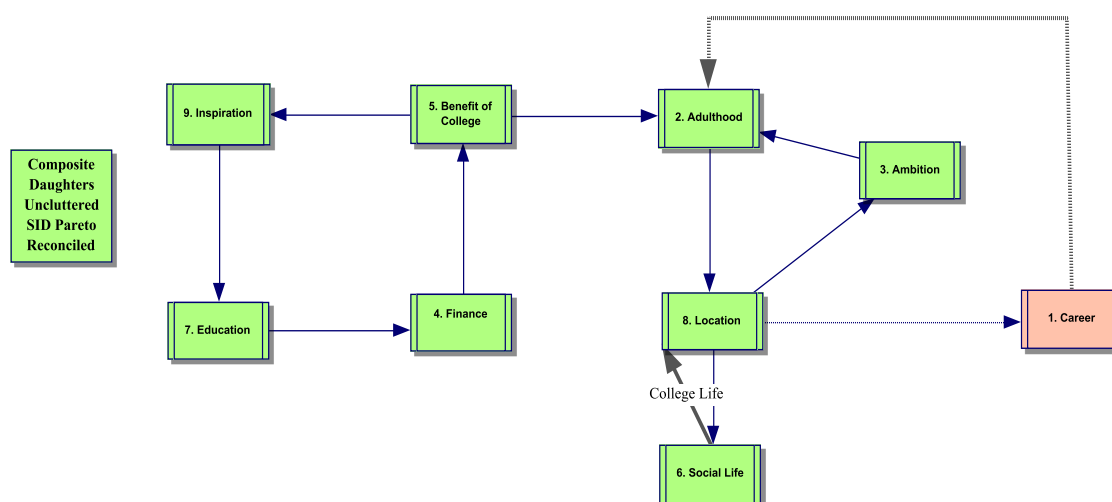 9. Inspiration
5. Benefit of
College
2. Adulthood
3. Ambition
Composite
Daughters
Uncluttered
SID Pareto
Reconciled
7. Education
4. Finance
8. Location
1. Career
College Life
6. Social Life